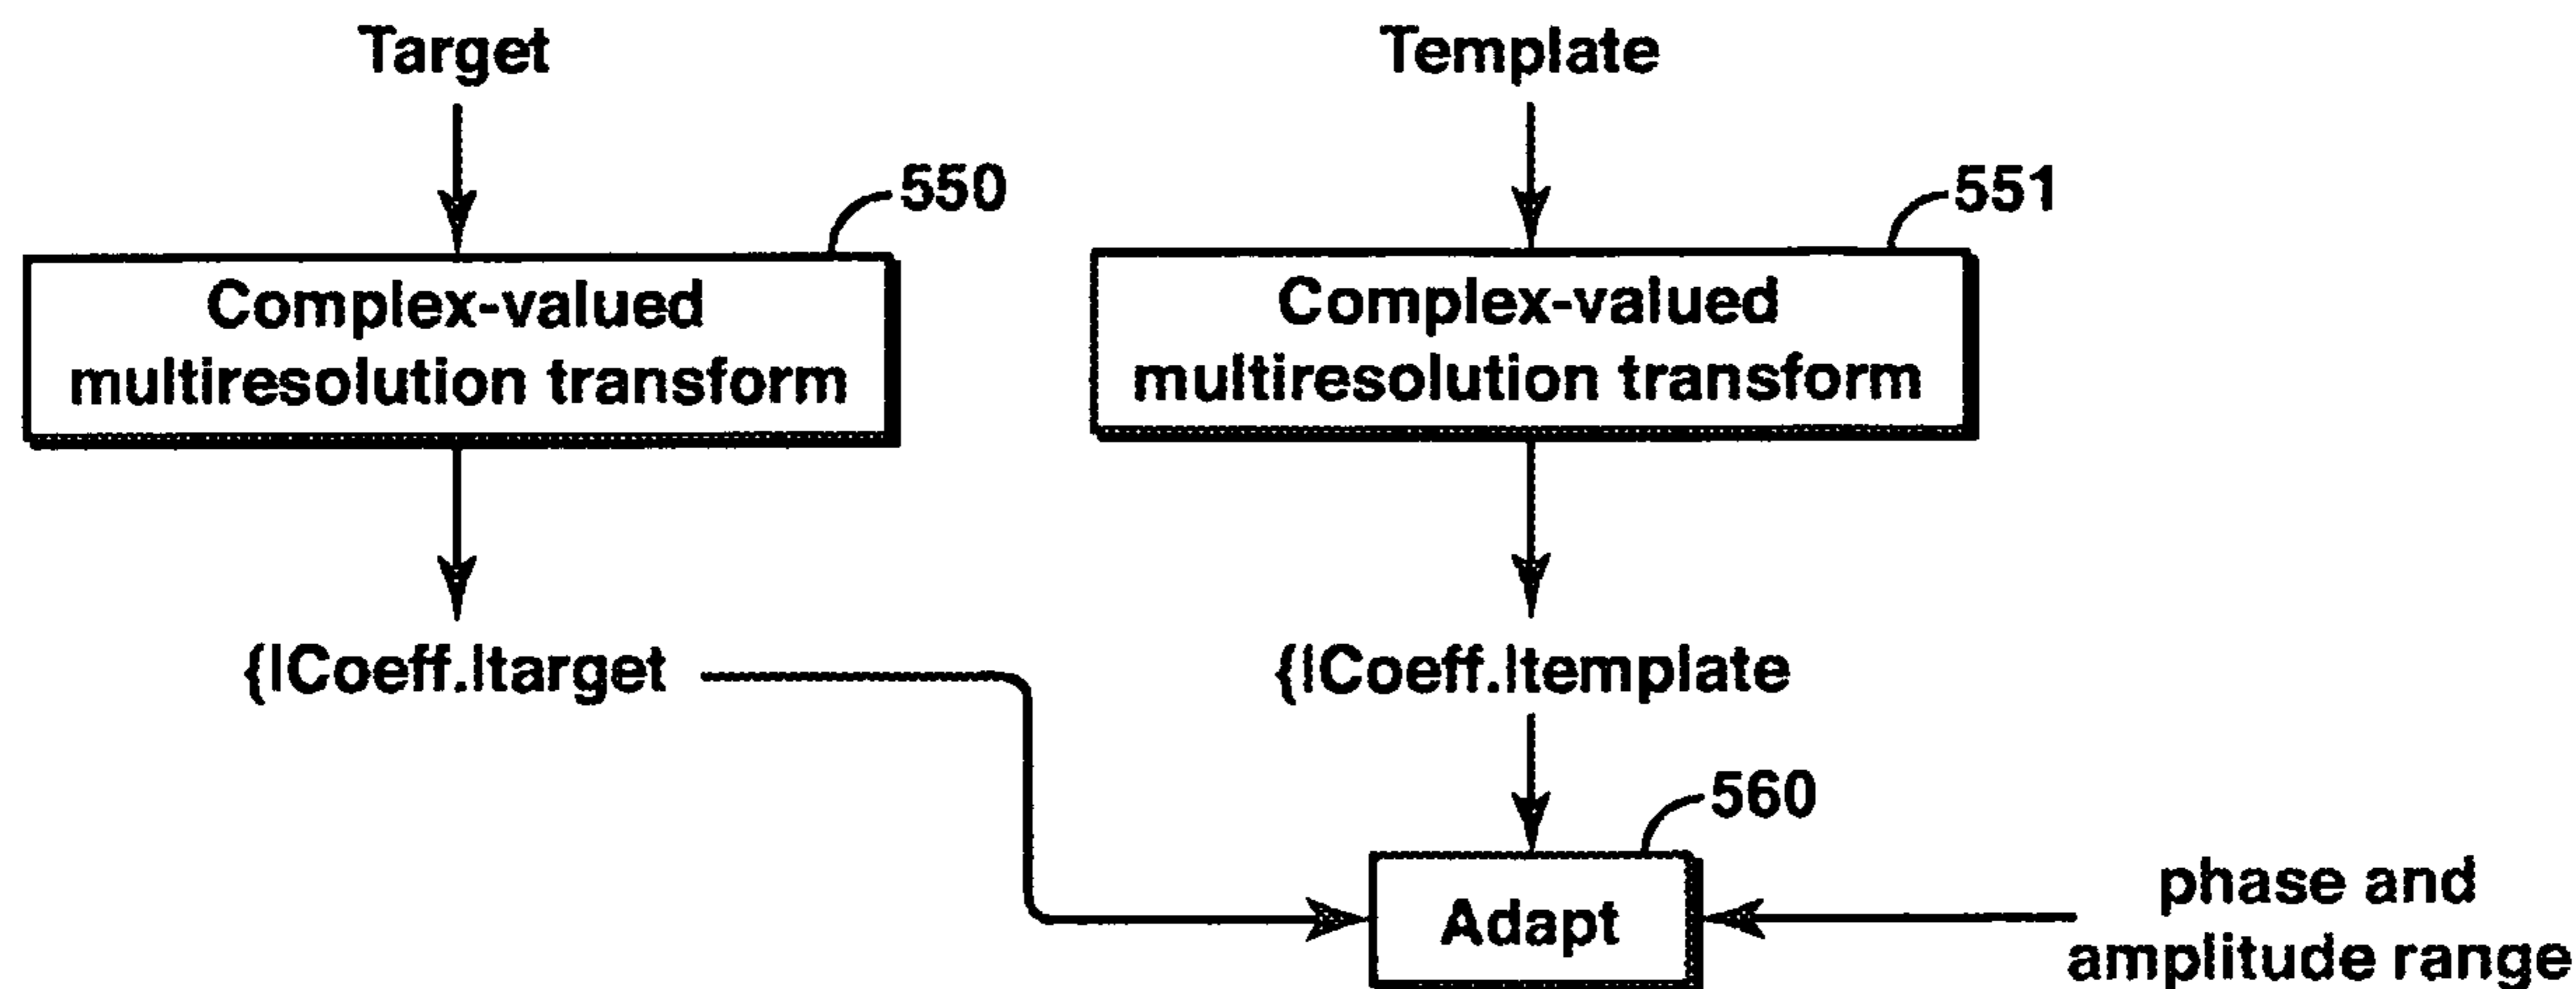 Target
Template
550
551
Complex-valued
multiresolution transform
Complex-valued
multiresolution transform
{|Coeff.|target
{|Coeff.|template
560
Adapt
phase and
amplitude range